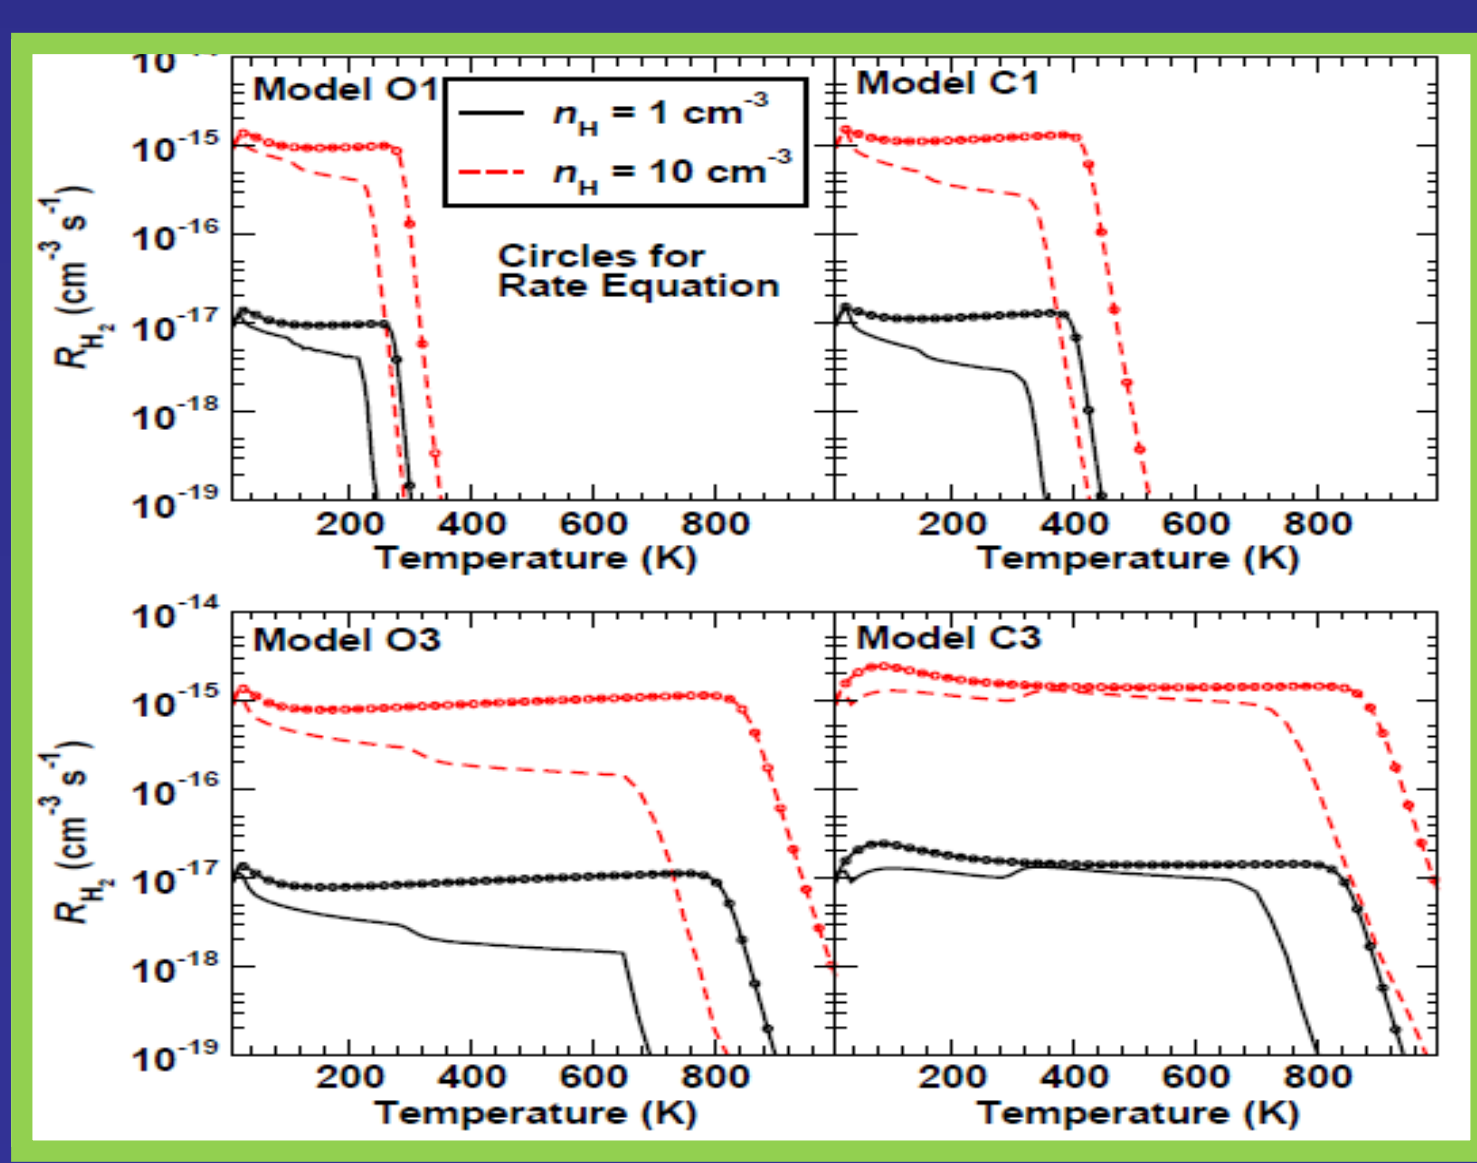 Model O1
n_H = 1 cm^-3
n_H = 10 cm^-3
Circles for
Rate Equation
10^-15
10^-16
10^-17
10^-18
10^-19
R_H_2 (cm^-3 s^-1)
200 400 600 800
Temperature (K)
Model C1
200 400 600 800
Temperature (K)
Model O3
10^-14
10^-15
10^-16
10^-17
10^-18
10^-19
R_H_2 (cm^-3 s^-1)
200 400 600 800
Temperature (K)
Model C3
200 400 600 800
Temperature (K)